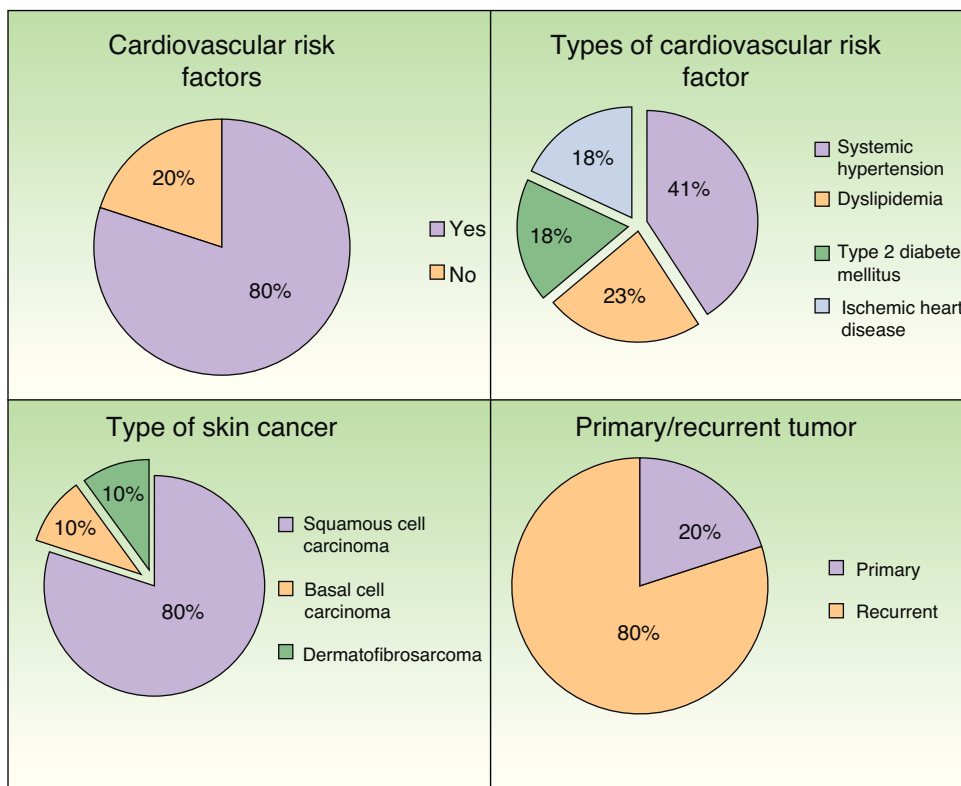 Cardiovascular risk
factors
20%
80%
Yes
No
Types of cardiovascular risk
factor
18%
41%
18%
23%
Systemic
hypertension
Dyslipidemia
Type 2 diabete
mellitus
Ischemic heart
disease
Type of skin cancer
10%
10%
80%
Squamous cell
carcinoma
Basal cell
carcinoma
Dermatofibrosarcoma
Primary/recurrent tumor
20%
80%
Primary
Recurrent